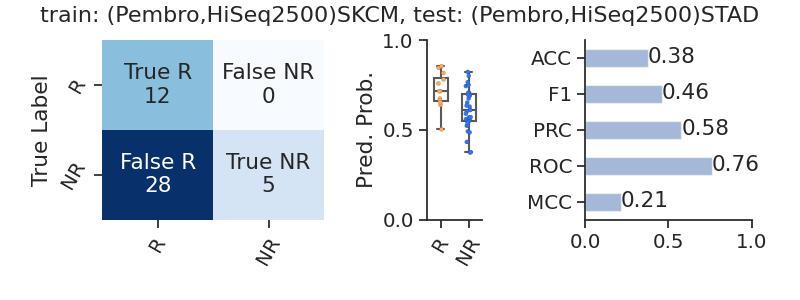 train: (Pembro,HiSeq2500)SKCM, test: (Pembro,HiSeq2500)STAD
True Label
R
NR
True R
12
False NR
0
False R
28
True NR
5
R
NR
Pred. Prob.
1.0
0.5
0.0
R
NR
ACC
0.38
F1
0.46
PRC
0.58
ROC
0.76
MCC
0.21
0.0
0.5
1.0